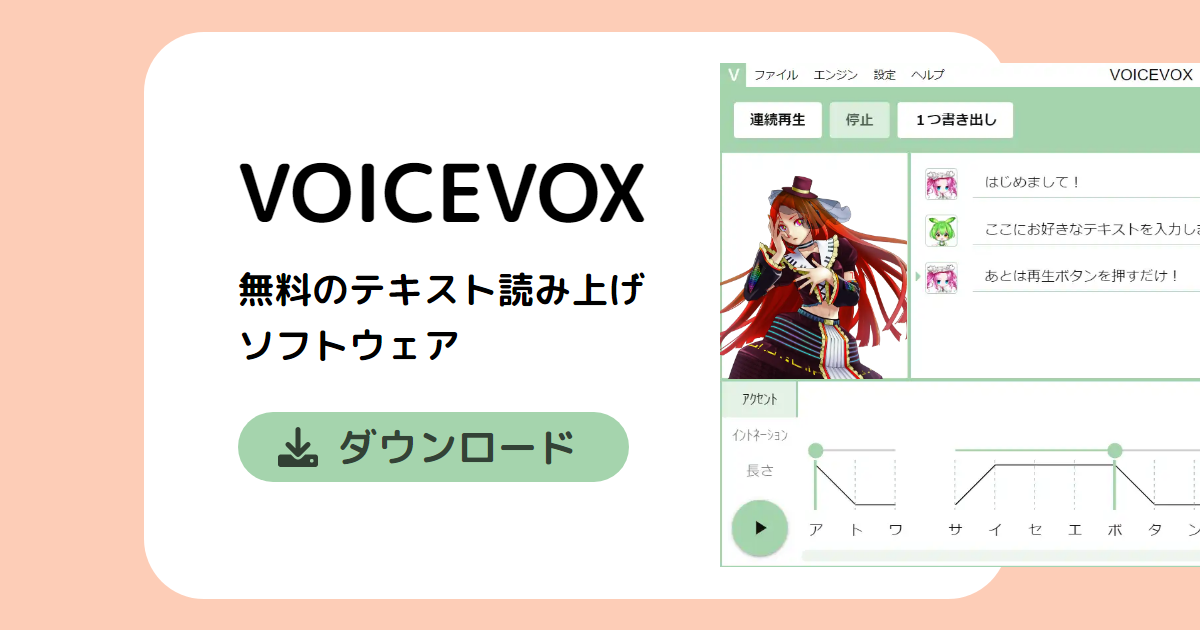 VOICEVOX
無料のテキスト読み上げ
ソフトウェア
ダウンロード
V ファイル エンジン 設定 ヘルプ VOICEVOX
連続再生 停止 1つ書き出し
はじめまして！
ここにお好きなテキストを入力しま
あとは再生ボタンを押すだけ！
アクセント
イントネーション
長さ
ア ト ワ サ イ セ エ ボ タ ン